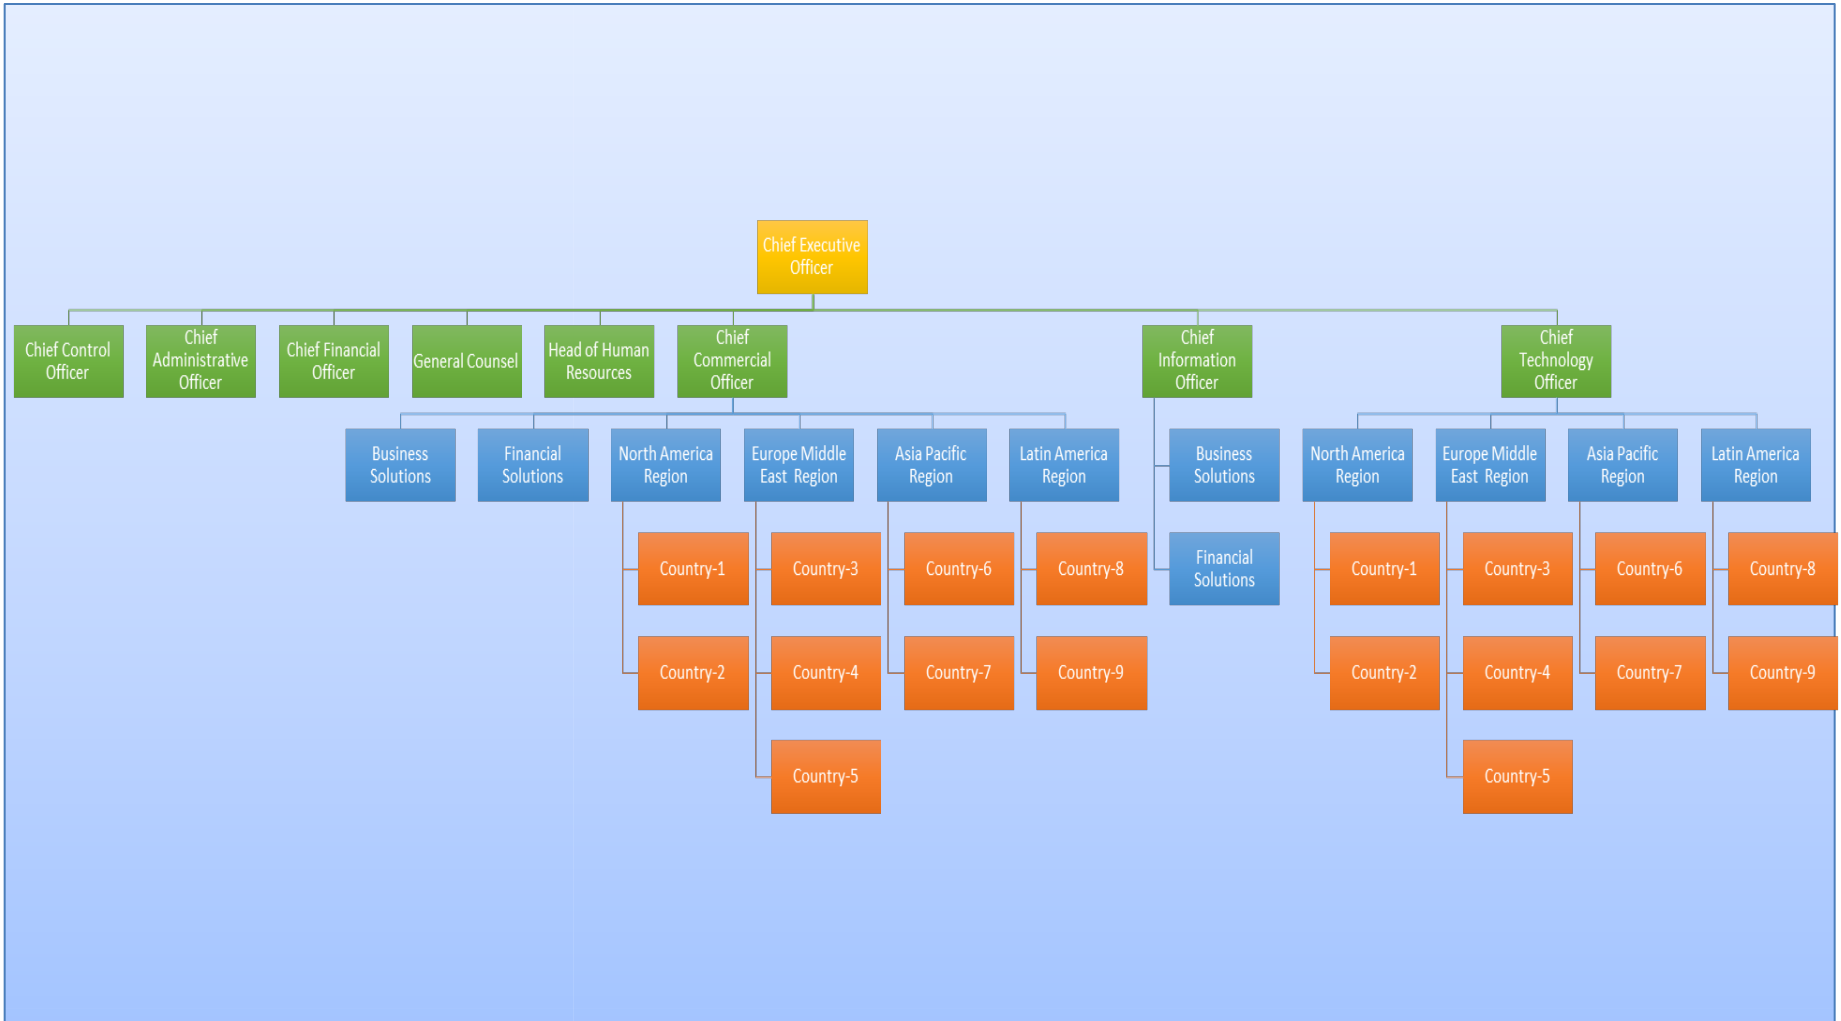 Chief Executive
Officer
Chief Control
Officer
Chief
Administrative
Officer
Chief Financial
Officer
General Counsel
Head of Human
Resources
Chief
Commercial
Officer
Chief
Information
Officer
Chief
Technology
Officer
Business
Solutions
Financial
Solutions
North America
Region
Europe Middle
East Region
Asia Pacific
Region
Latin America
Region
Business
Solutions
North America
Region
Europe Middle
East Region
Asia Pacific
Region
Latin America
Region
Country-1
Country-3
Country-6
Country-8
Financial
Solutions
Country-1
Country-3
Country-6
Country-8
Country-2
Country-4
Country-7
Country-9
Country-2
Country-4
Country-7
Country-9
Country-5
Country-5